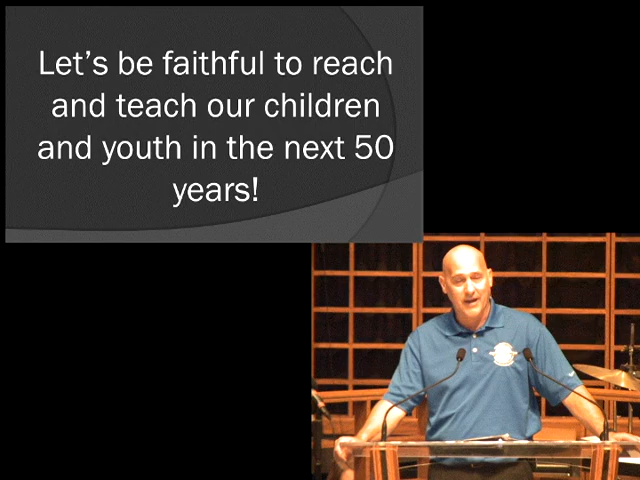 Let’s be faithful to reach
and teach our children
and youth in the next 50
years!